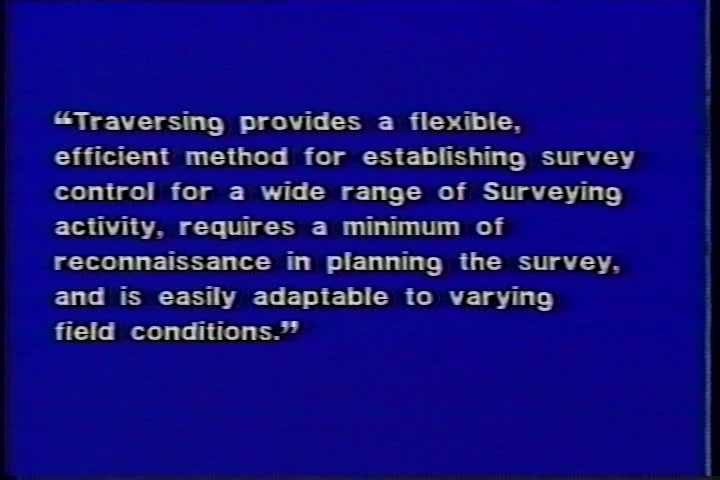 “Traversing provides a flexible,
efficient method for establishing survey
control for a wide range of Surveying
activity, requires a minimum of
reconnaissance in planning the survey,
and is easily adaptable to varying
field conditions.”